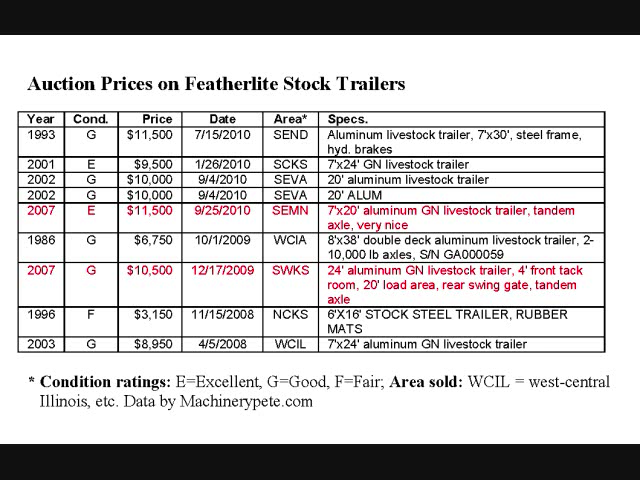 Auction Prices on Featherlite Stock Trailers
Year Cond. Price Date Area* Specs.
1993 G $11,500 7/15/2010 SEND Aluminum livestock trailer, 7'x30', steel frame,
hyd. brakes
2001 E $9,500 1/26/2010 SCKS 7'x24' GN livestock trailer
2002 G $10,000 9/4/2010 SEVA 20' aluminum livestock trailer
2002 G $10,000 9/4/2010 SEVA 20' ALUM
2007 E $11,500 9/25/2010 SEMN 7'x20' aluminum GN livestock trailer, tandem
axle, very nice
1986 G $6,750 10/1/2009 WCIA 8'x38' double deck aluminum livestock trailer, 2-
10,000 lb axles, S/N GA000059
2007 G $10,500 12/17/2009 SWKS 24' aluminum GN livestock trailer, 4' front tack
room, 20' load area, rear swing gate, tandem
axle
1996 F $3,150 11/15/2008 NCKS 6'X16' STOCK STEEL TRAILER, RUBBER
MATS
2003 G $8,950 4/5/2008 WCIL 7'x24' aluminum GN livestock trailer
* Condition ratings: E=Excellent, G=Good, F=Fair; Area sold: WCIL = west-central
Illinois, etc. Data by Machinerypete.com